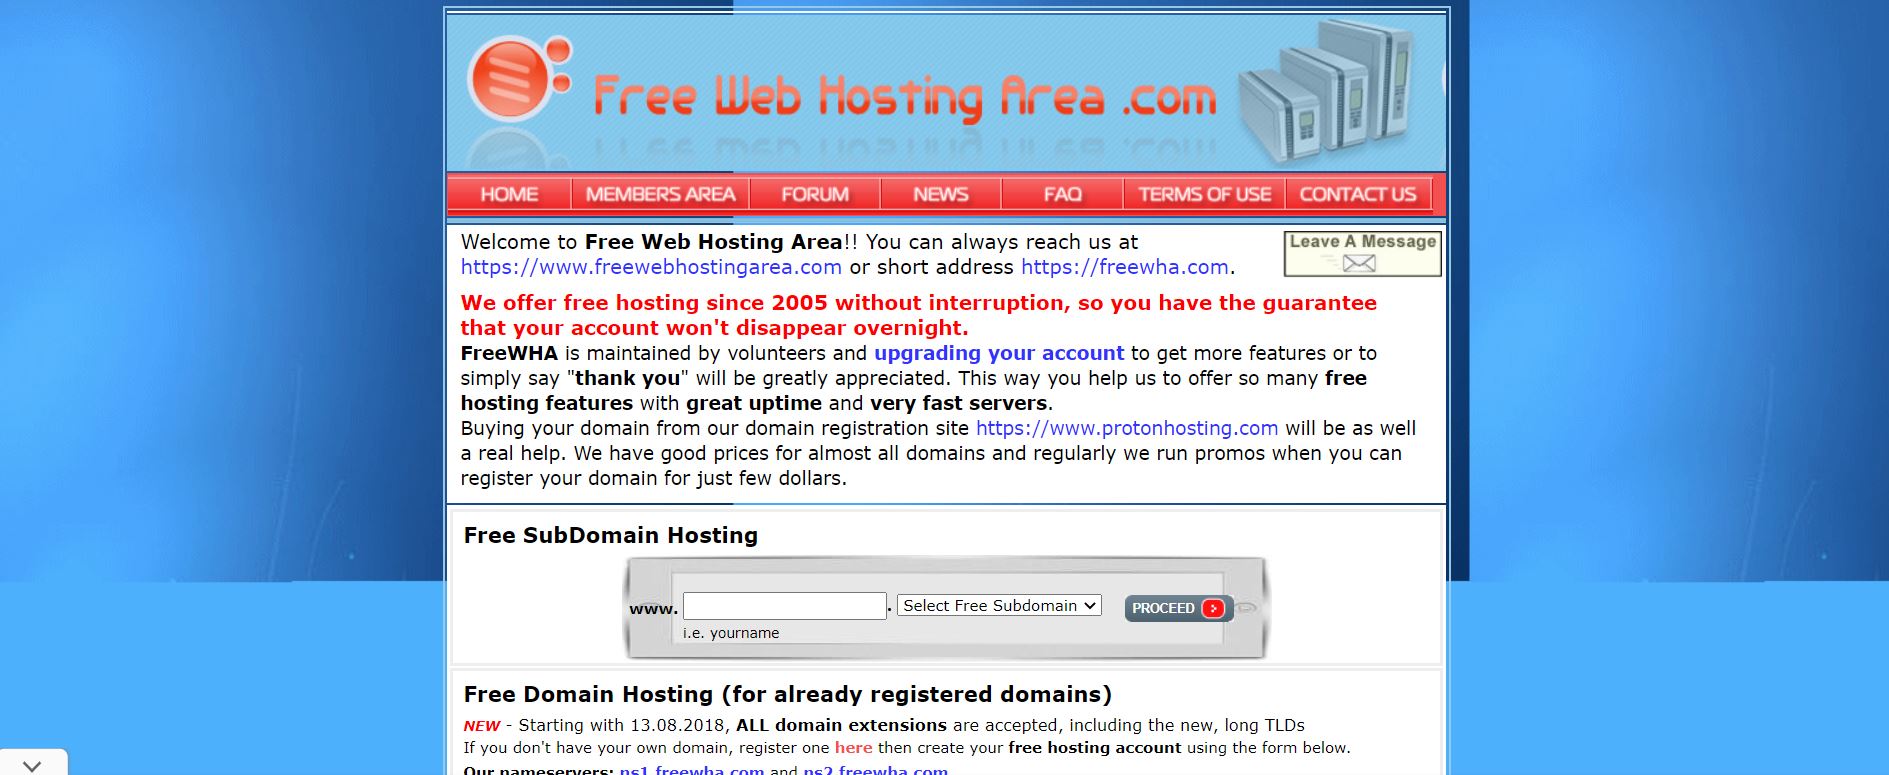 Free Web Hosting Area .com
HOME MEMBERS AREA FORUM NEWS FAQ TERMS OF USE CONTACT US
Welcome to Free Web Hosting Area!! You can always reach us at
https://www.freewebhostingarea.com or short address https://freewha.com.
Leave A Message
We offer free hosting since 2005 without interruption, so you have the guarantee
that your account won't disappear overnight.
FreeWHA is maintained by volunteers and upgrading your account to get more features or to
simply say "thank you" will be greatly appreciated. This way you help us to offer so many free
hosting features with great uptime and very fast servers.
Buying your domain from our domain registration site https://www.protonhosting.com will be as well
a real help. We have good prices for almost all domains and regularly we run promos when you can
register your domain for just few dollars.
Free SubDomain Hosting
www. . Select Free Subdomain PROCEED
i.e. yourname
Free Domain Hosting (for already registered domains)
NEW - Starting with 13.08.2018, ALL domain extensions are accepted, including the new, long TLDs
If you don't have your own domain, register one here then create your free hosting account using the form below.
Our nameservers: ns1.freewha.com and ns2.freewha.com